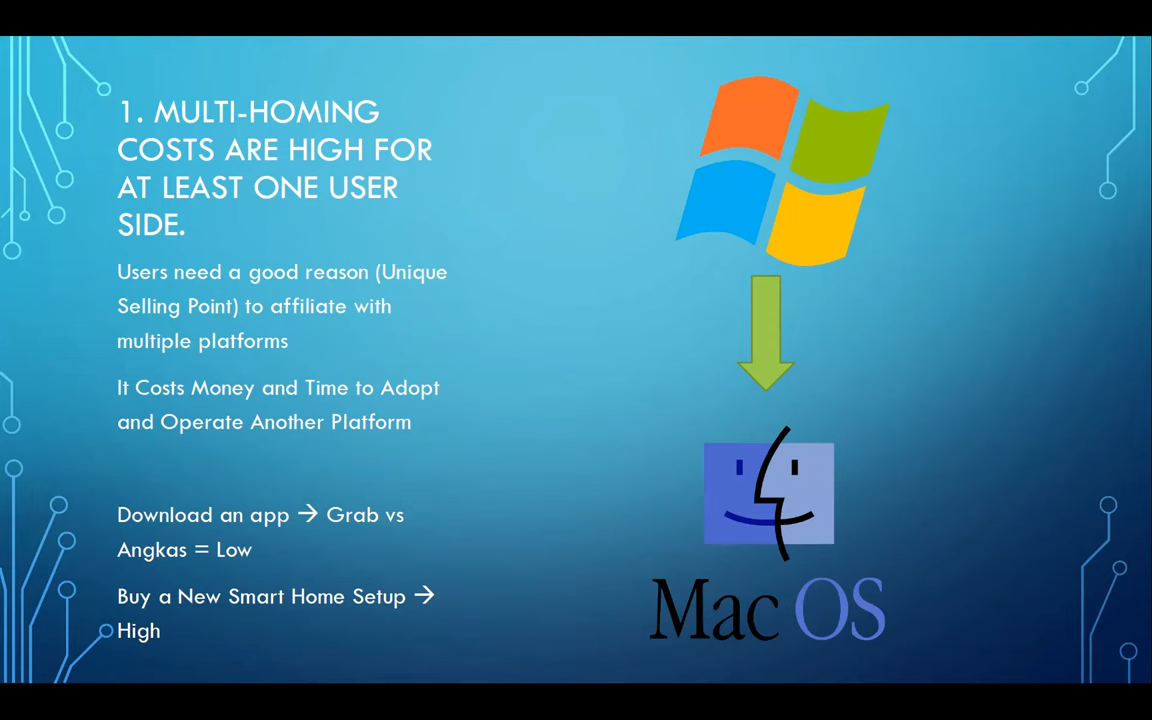 1. MULTI-HOMING
COSTS ARE HIGH FOR
AT LEAST ONE USER
SIDE.
Users need a good reason (Unique
Selling Point) to affiliate with
multiple platforms
It Costs Money and Time to Adopt
and Operate Another Platform
Download an app → Grab vs
Angkas = Low
Buy a New Smart Home Setup →
High
Mac OS